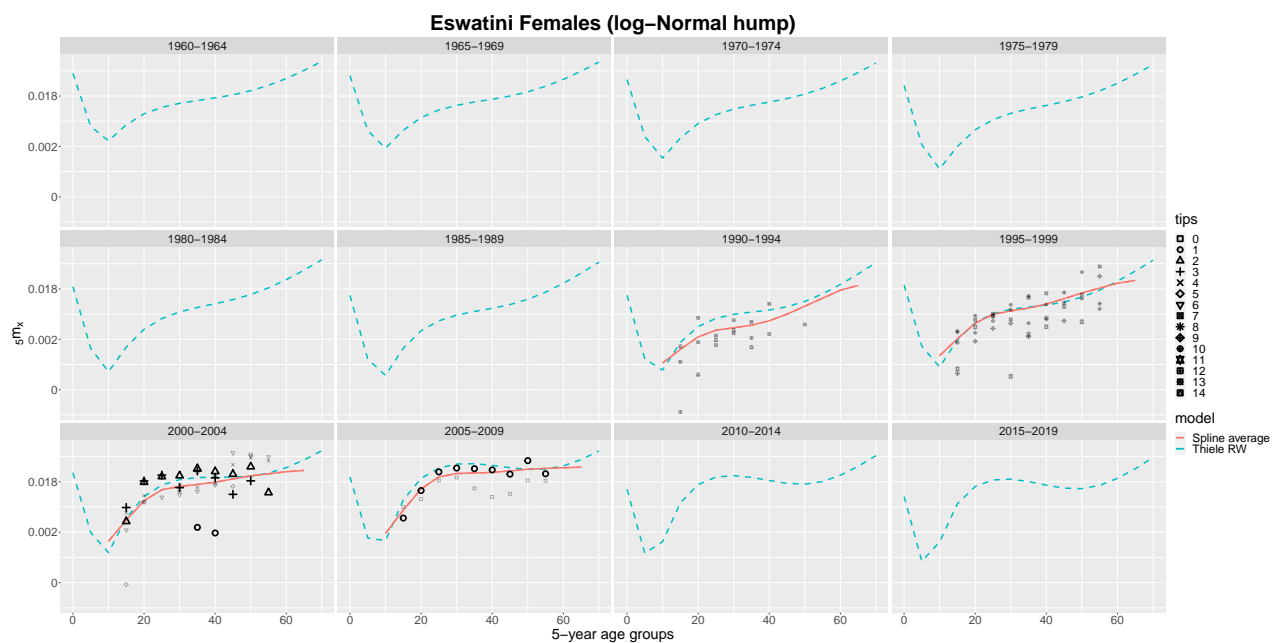 Eswatini Females (log−Normal hump)
1960−1964 1965−1969 1970−1974 1975−1979
0.018
0.002
0
1980−1984 1985−1989 1990−1994 1995−1999
0.018
0.002
0
2000−2004 2005−2009 2010−2014 2015−2019
0.018
0.002
0
0 20 40 60 0 20 40 60 0 20 40 60 0 20 40 60
5−year age groups
5mx
tips
0
1
2
3
4
5
6
7
8
9
10
11
12
13
14
model
Spline average
Thiele RW